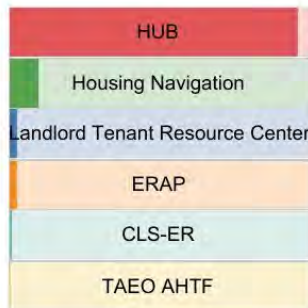 HUB
Housing Navigation
Landlord Tenant Resource Center
ERAP
CLS-ER
TAEO AHTF